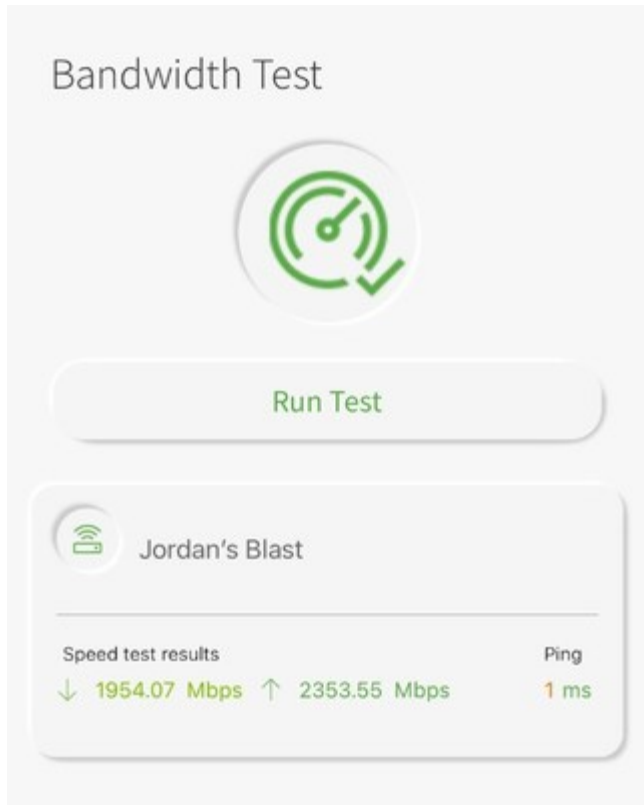 Bandwidth Test
Run Test
Jordan's Blast
Speed test results Ping
↓ 1954.07 Mbps ↑ 2353.55 Mbps 1 ms